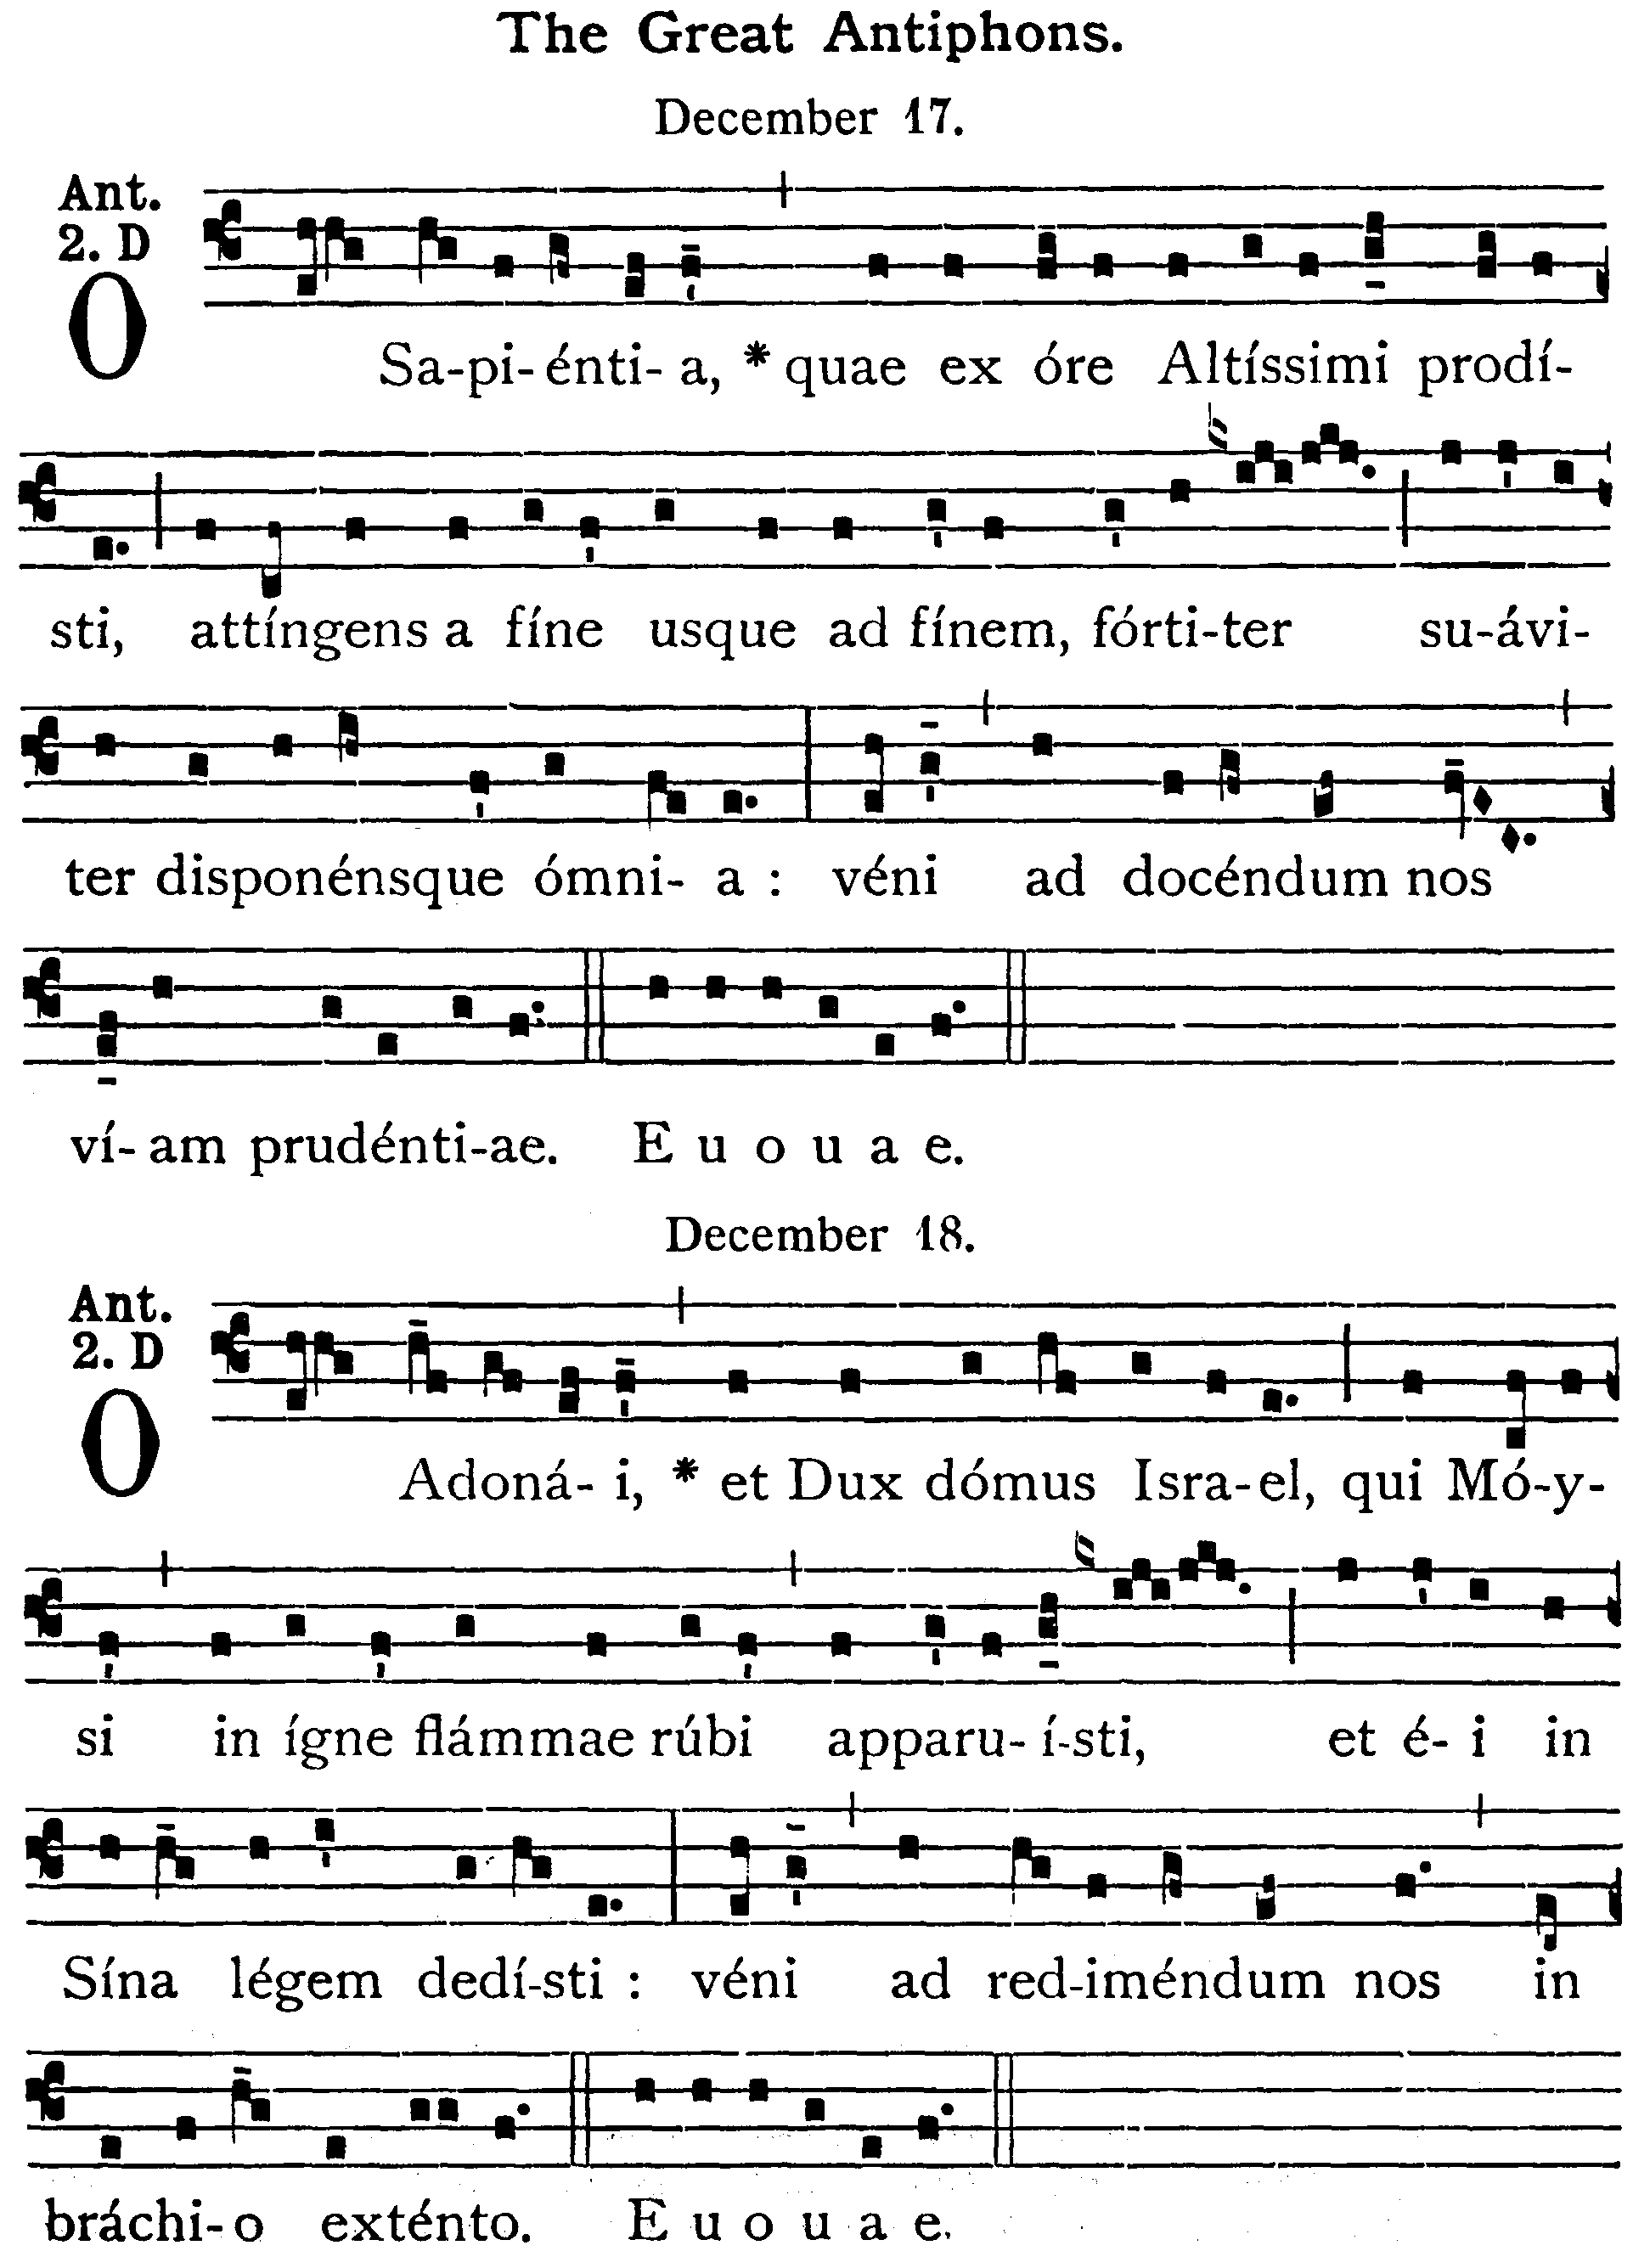 The Great Antiphons.
December 17.
Ant.
2. D
O Sa-pi-énti-a, * quae ex óre Altíssimi prodí-
sti, attíngens a fíne usque ad fínem, fórti-ter su-ávi-
ter disponénsque ómni-a : véni ad docéndum nos
ví-am prudénti-ae. E u o u a e.
December 18.
Ant.
2. D
O Adoná-i, * et Dux dómus Isra-el, qui Mó-y-
si in ígne flámmae rúbi apparu-í-sti, et é-i in
Sína légem dedí-sti : véni ad red-iméndum nos in
bráchi-o exténto. E u o u a e.